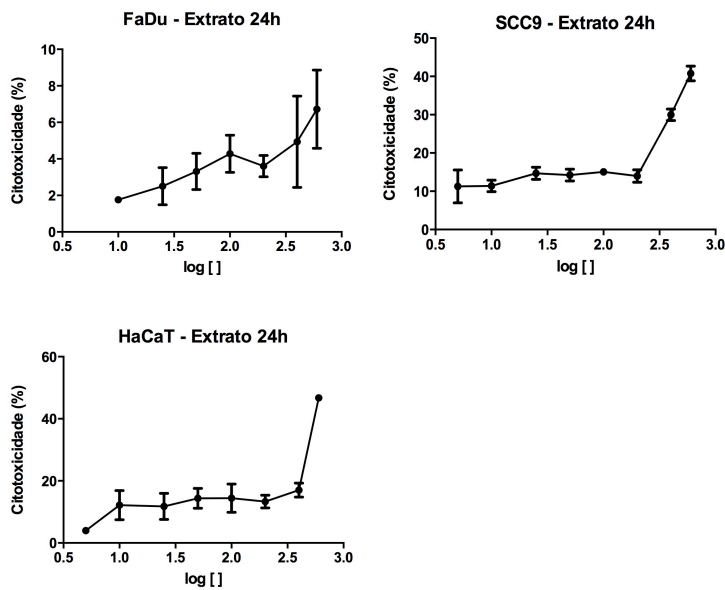 FaDu - Extrato 24h
Citotoxicidade (%)
10
8
6
4
2
0
0.5 1.0 1.5 2.0 2.5 3.0
log [ ]
SCC9 - Extrato 24h
Citotoxicidade (%)
50
40
30
20
10
0
0.5 1.0 1.5 2.0 2.5 3.0
log [ ]
HaCaT - Extrato 24h
Citotoxicidade (%)
60
40
20
0
0.5 1.0 1.5 2.0 2.5 3.0
log [ ]